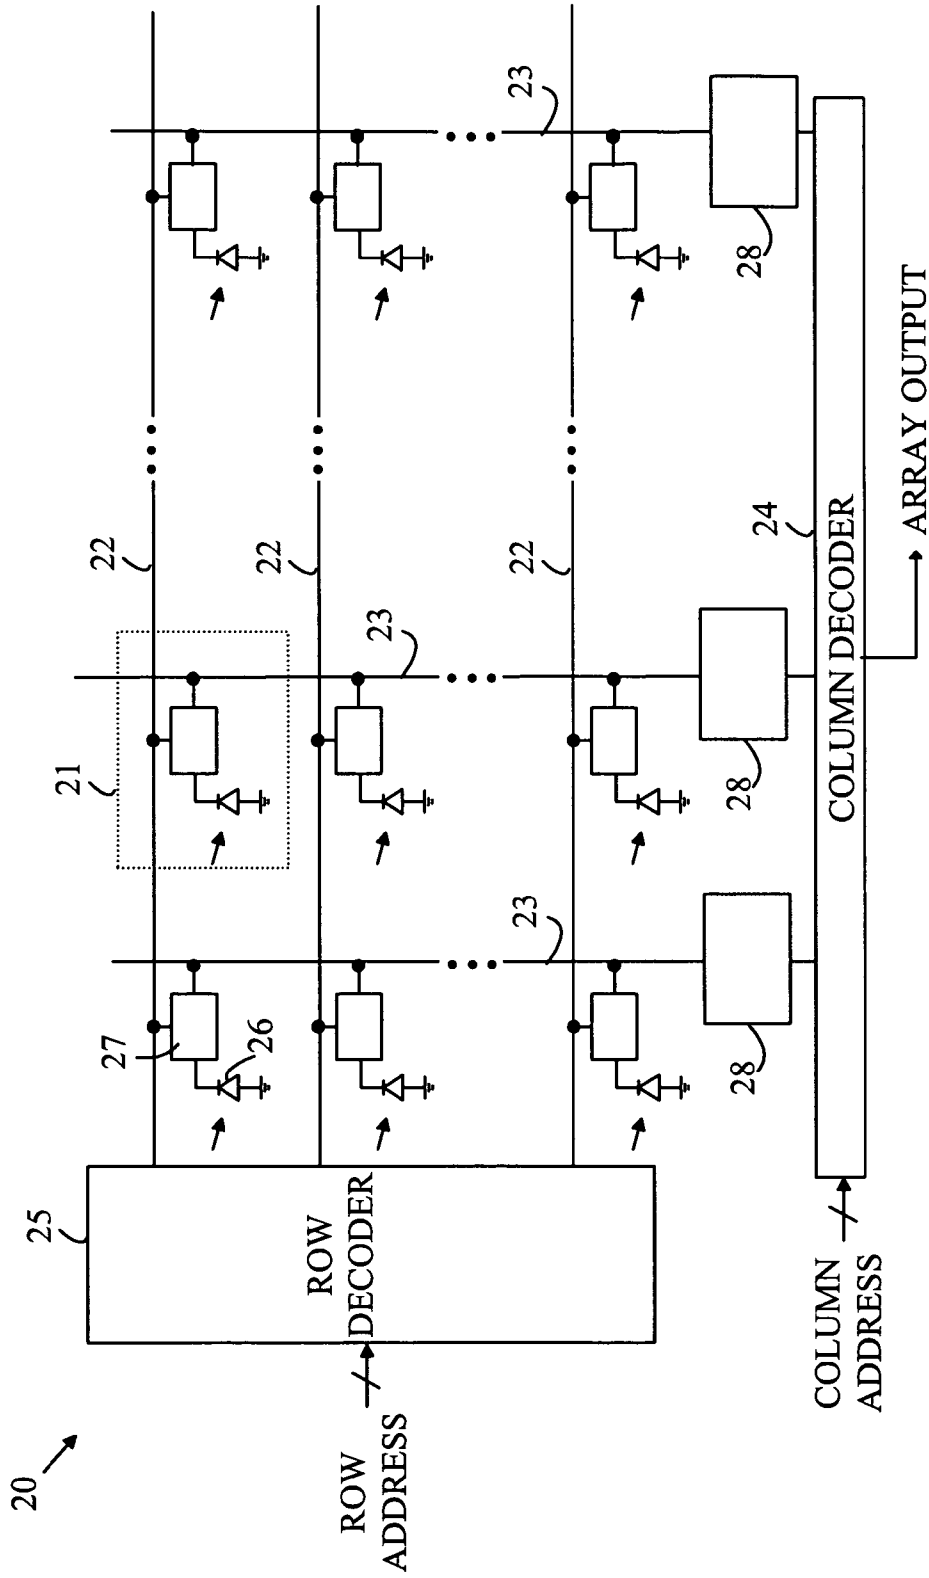 20
ROW
ADDRESS
25
ROW
DECODER
27
26
21
22
22
22
23
23
23
28
28
28
24
COLUMN
ADDRESS
COLUMN DECODER
ARRAY OUTPUT